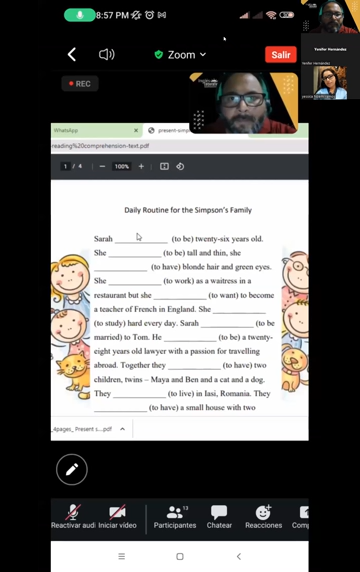 8:57 PM
Zoom
Salir
REC
Yesifer Hernandez
WhatsApp
present-simp
reading%20comprehension-text.pdf
1 / 4
100%
Daily Routine for the Simpson's Family
Sarah ____________ (to be) twenty-six years old.
She ____________ (to be) tall and thin, she
____________ (to have) blonde hair and green eyes.
She ____________ (to work) as a waitress in a
restaurant but she ____________ (to want) to become
a teacher of French in England. She ____________
(to study) hard every day. Sarah ____________ (to be
married) to Tom. He ____________ (to be) a twenty-
eight years old lawyer with a passion for travelling
abroad. Together they ____________ (to have) two
children, twins – Maya and Ben and a cat and a dog.
They ____________ (to live) in Iasi, Romania. They
____________ (to have) a small house with two
_4pages_ Present s....pdf
Reactivar audi
Iniciar vídeo
13
Participantes
Chatear
Reacciones
Comp